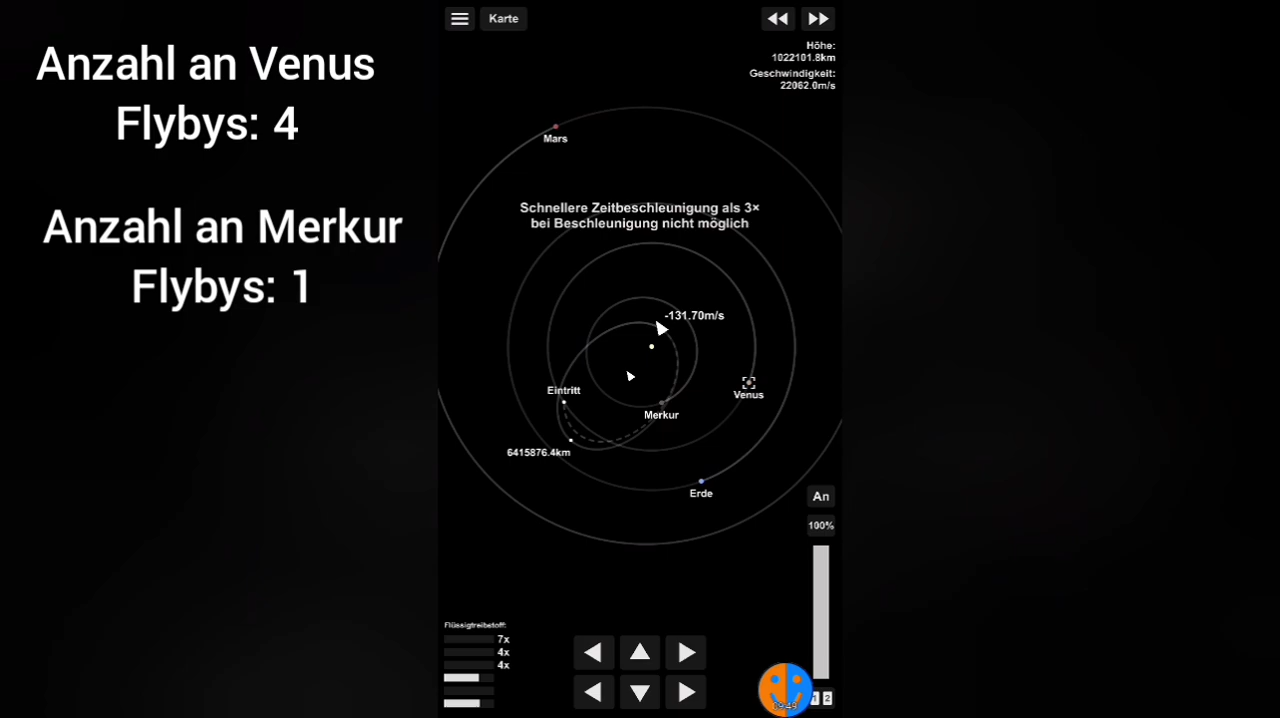 Anzahl an Venus
Flybys: 4
Anzahl an Merkur
Flybys: 1
Karte
Höhe:
1022101.8km
Geschwindigkeit:
22062.0m/s
Mars
Schnellere Zeitbeschleunigung als 3×
bei Beschleunigung nicht möglich
-131.70m/s
Eintritt
Venus
Merkur
6415876.4km
Erde
An
100%
Flüssigtreibstoff:
7x
4x
4x
1 2